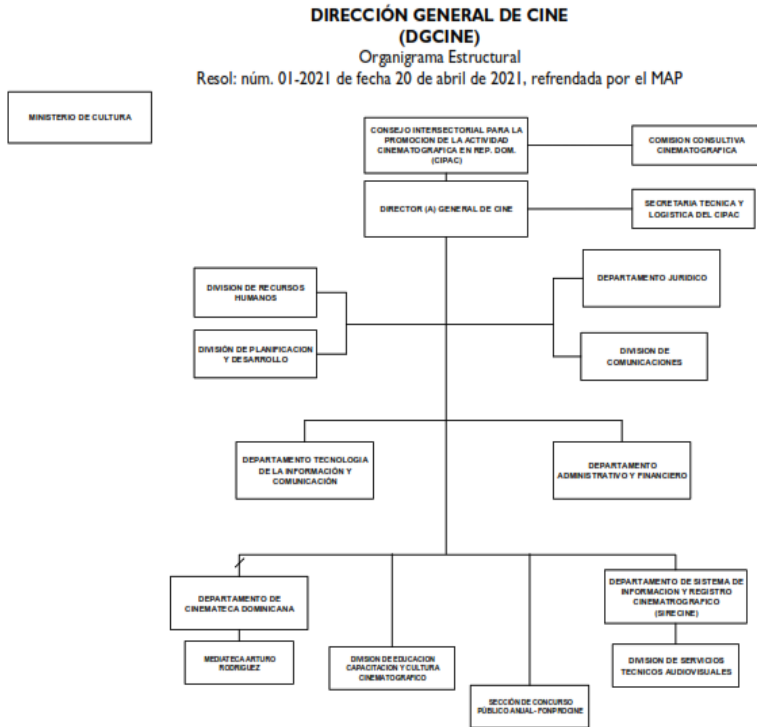 DIRECCIÓN GENERAL DE CINE
(DGCINE)
Organigrama Estructural
Resol: núm. 01-2021 de fecha 20 de abril de 2021, refrendada por el MAP
MINISTERIO DE CULTURA
CONSEJO INTERSECTORIAL PARA LA
PROMOCION DE LA ACTIVIDAD
CINEMATOGRAFICA EN REP. DOM.
(CIPAC)
COMISION CONSULTIVA
CINEMATOGRAFICA
DIRECTOR (A) GENERAL DE CINE
SECRETARIA TECNICA Y
LOGISTICA DEL CIPAC
DIVISION DE RECURSOS
HUMANOS
DEPARTAMENTO JURIDICO
DIVISIÓN DE PLANIFICACION
Y DESARROLLO
DIVISION DE
COMUNICACIONES
DEPARTAMENTO TECNOLOGIA
DE LA INFORMACIÓN Y
COMUNICACIÓN
DEPARTAMENTO
ADMINISTRATIVO Y FINANCIERO
DEPARTAMENTO DE
CINEMATECA DOMINICANA
DEPARTAMENTO DE SISTEMA DE
INFORMACION Y REGISTRO
CINEMATROGRAFICO
(SIRECINE)
MEDIATECA ARTURO
RODRIGUEZ
DIVISION DE EDUCACION
CAPACITACION Y CULTURA
CINEMATOGRAFICO
DIVISION DE SERVICIOS
TECNICOS AUDIOVISUALES
SECCIÓN DE CONCURSO
PÚBLICO ANUAL- FONPROCINE